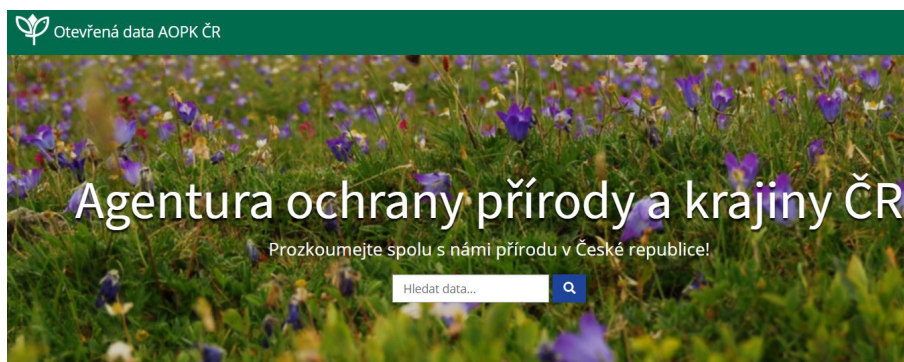 Otevřená data AOPK ČR
Agentura ochrany přírody a krajiny ČR
Prozkoumejte spolu s námi přírodu v České republice!
Hledat data...